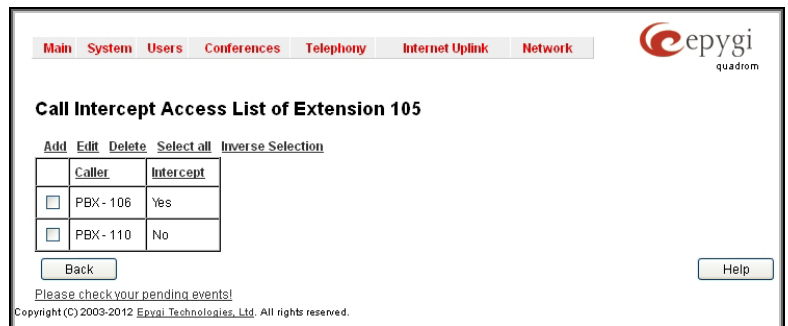 Main System Users Conferences Telephony Internet Uplink Network
epygi
quadrom
Call Intercept Access List of Extension 105
Add Edit Delete Select all Inverse Selection
Caller Intercept
PBX - 106 Yes
PBX - 110 No
Back Help
Please check your pending events!
Copyright (C) 2003-2012 Epygi Technologies, Ltd. All rights reserved.